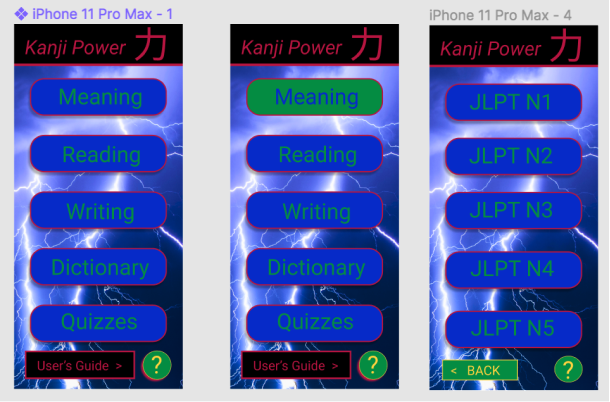 iPhone 11 Pro Max - 1
Kanji Power 力
Meaning
Reading
Writing
Dictionary
Quizzes
User's Guide >
?
Kanji Power 力
Meaning
Reading
Writing
Dictionary
Quizzes
User's Guide >
?
iPhone 11 Pro Max - 4
Kanji Power 力
JLPT N1
JLPT N2
JLPT N3
JLPT N4
JLPT N5
< BACK
?